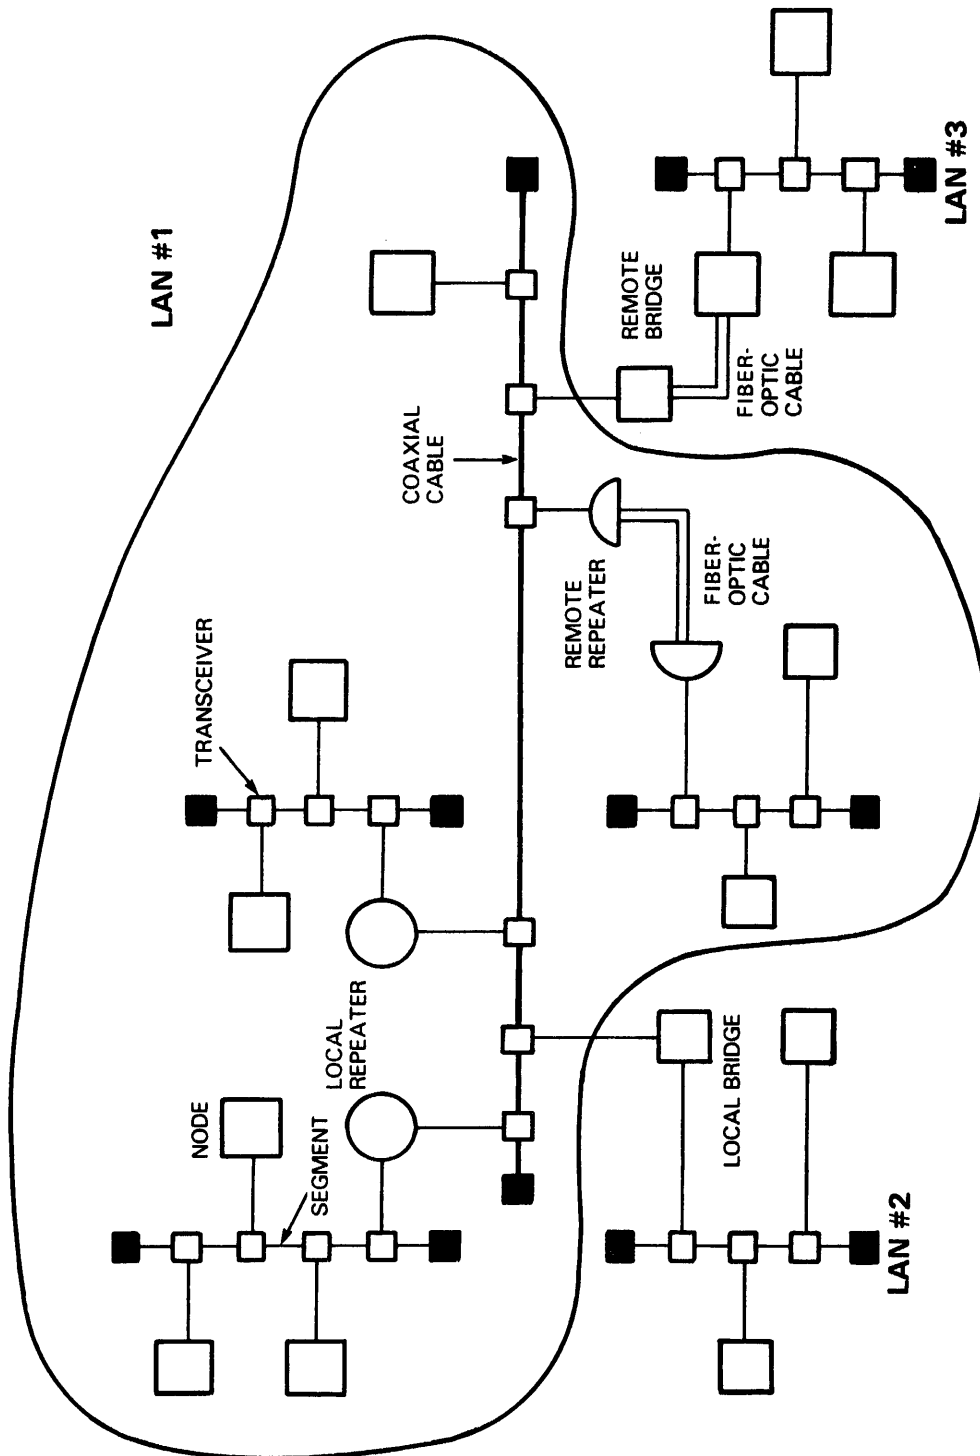 LAN #1
NODE
SEGMENT
LOCAL
REPEATER
TRANSCEIVER
COAXIAL
CABLE
REMOTE
REPEATER
FIBER-
OPTIC
CABLE
REMOTE
BRIDGE
FIBER-
OPTIC
CABLE
LOCAL BRIDGE
LAN #2
LAN #3